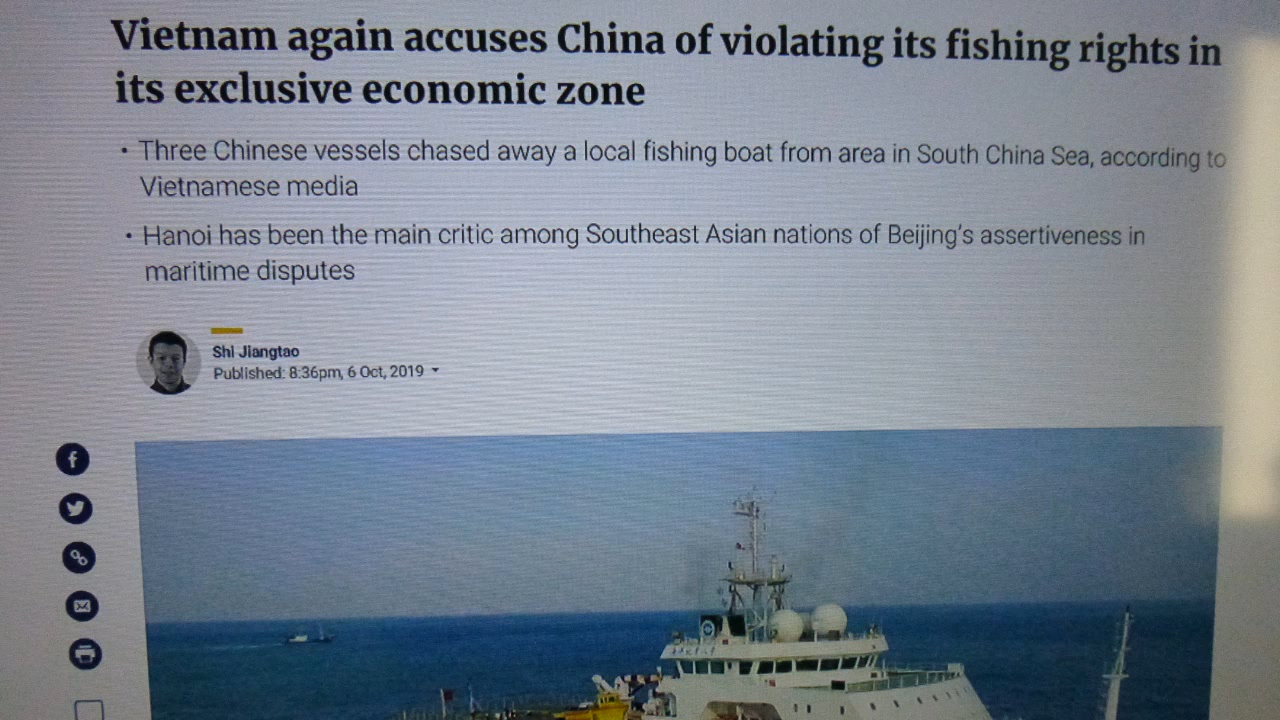 Vietnam again accuses China of violating its fishing rights in
its exclusive economic zone
• Three Chinese vessels chased away a local fishing boat from area in South China Sea, according to
Vietnamese media
• Hanoi has been the main critic among Southeast Asian nations of Beijing's assertiveness in
maritime disputes
Shi Jiangtao
Published: 8:36pm, 6 Oct, 2019